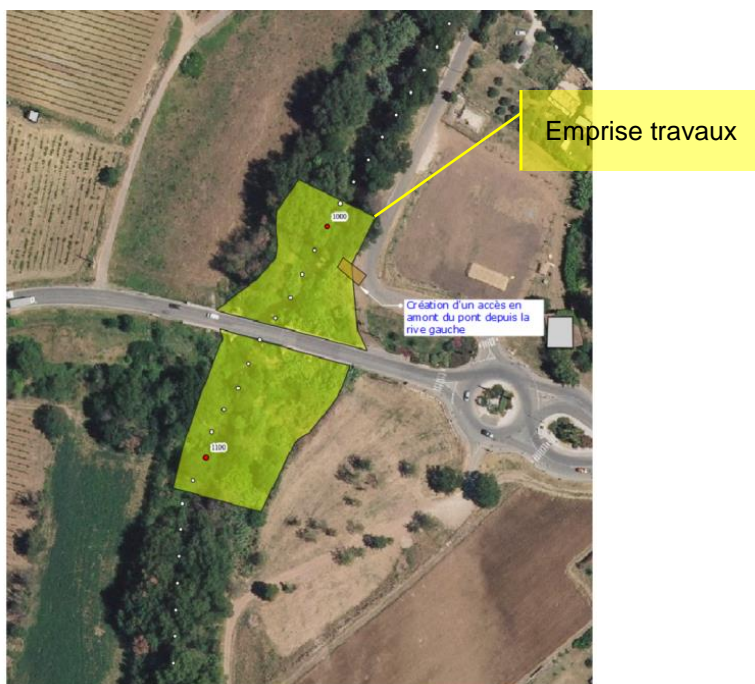 Emprise travaux
1000
Création d'un accès en
amont du pont depuis la
rive gauche
1100